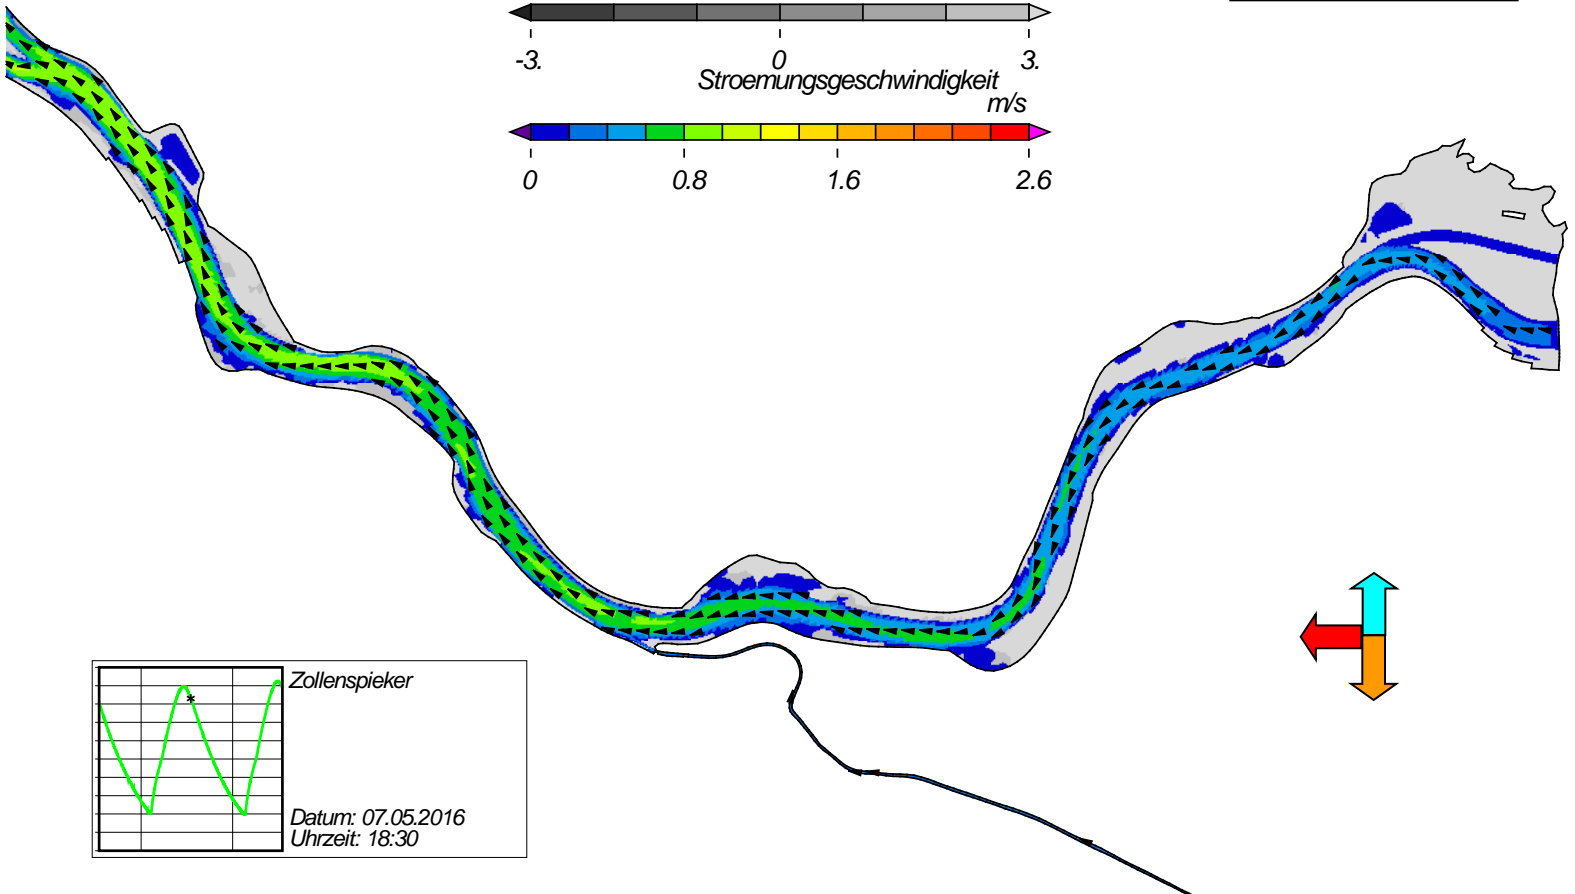 -3. 0 3.
Stroemungsgeschwindigkeit
m/s
0 0.8 1.6 2.6
Zollenspieker
Datum: 07.05.2016
Uhrzeit: 18:30